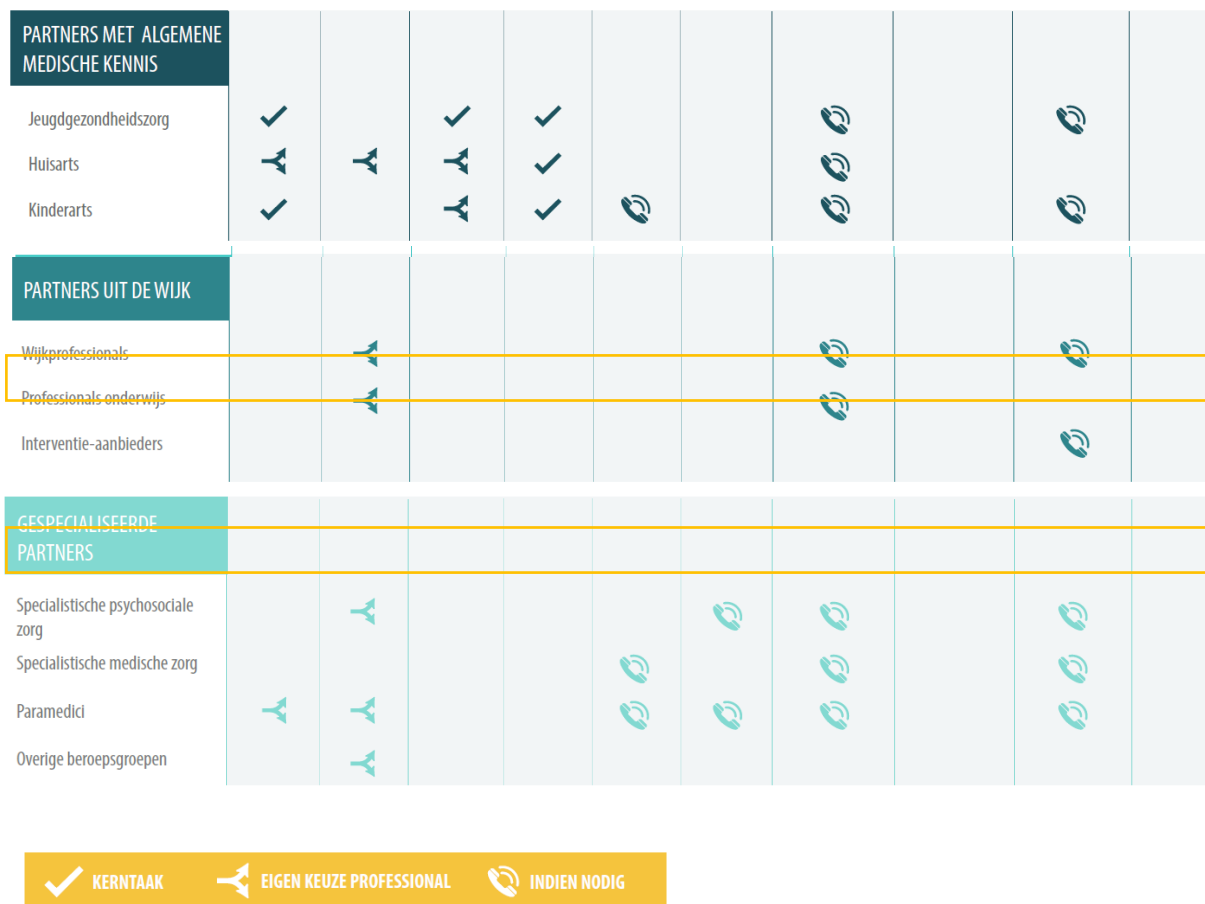 PARTNERS MET ALGEMENE
MEDISCHE KENNIS
Jeugdgezondheidszorg
Huisarts
Kinderarts
PARTNERS UIT DE WIJK
Wijkprofessionals
Professionals onderwijs
Interventie-aanbieders
GESPECIALISEERDE
PARTNERS
Specialistische psychosociale
zorg
Specialistische medische zorg
Paramedici
Overige beroepsgroepen
KERNTAAK EIGEN KEUZE PROFESSIONAL INDIEN NODIG